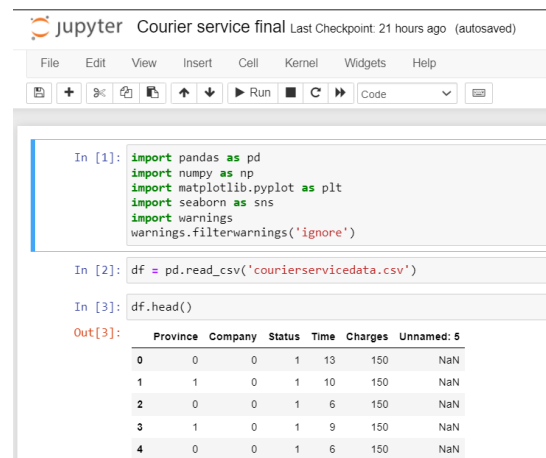 jupyter Courier service final Last Checkpoint: 21 hours ago (autosaved)
File Edit View Insert Cell Kernel Widgets Help
Run Code
In [1]: import pandas as pd
import numpy as np
import matplotlib.pyplot as plt
import seaborn as sns
import warnings
warnings.filterwarnings('ignore')
In [2]: df = pd.read_csv('courierservicedata.csv')
In [3]: df.head()
Out[3]:
Province Company Status Time Charges Unnamed: 5
0 0 0 1 13 150 NaN
1 1 0 1 10 150 NaN
2 0 0 1 6 150 NaN
3 1 0 1 9 150 NaN
4 0 0 1 6 150 NaN